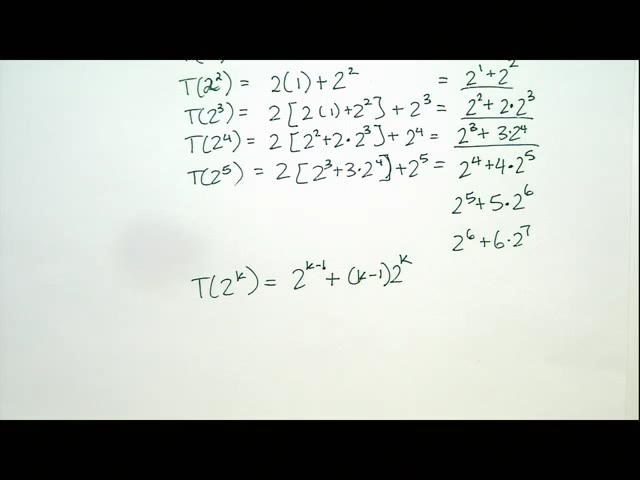 T(2²) = 2(1) + 2² = 2¹ + 2²
T(2³) = 2 [ 2(1) + 2² ] + 2³ = 2² + 2 · 2³
T(2⁴) = 2 [ 2² + 2 · 2³ ] + 2⁴ = 2³ + 3 · 2⁴
T(2⁵) = 2 [ 2³ + 3 · 2⁴ ] + 2⁵ = 2⁴ + 4 · 2⁵
2⁵ + 5 · 2⁶
2⁶ + 6 · 2⁷
T(2ᵏ) = 2ᵏ⁻¹ + (k-1)2ᵏ